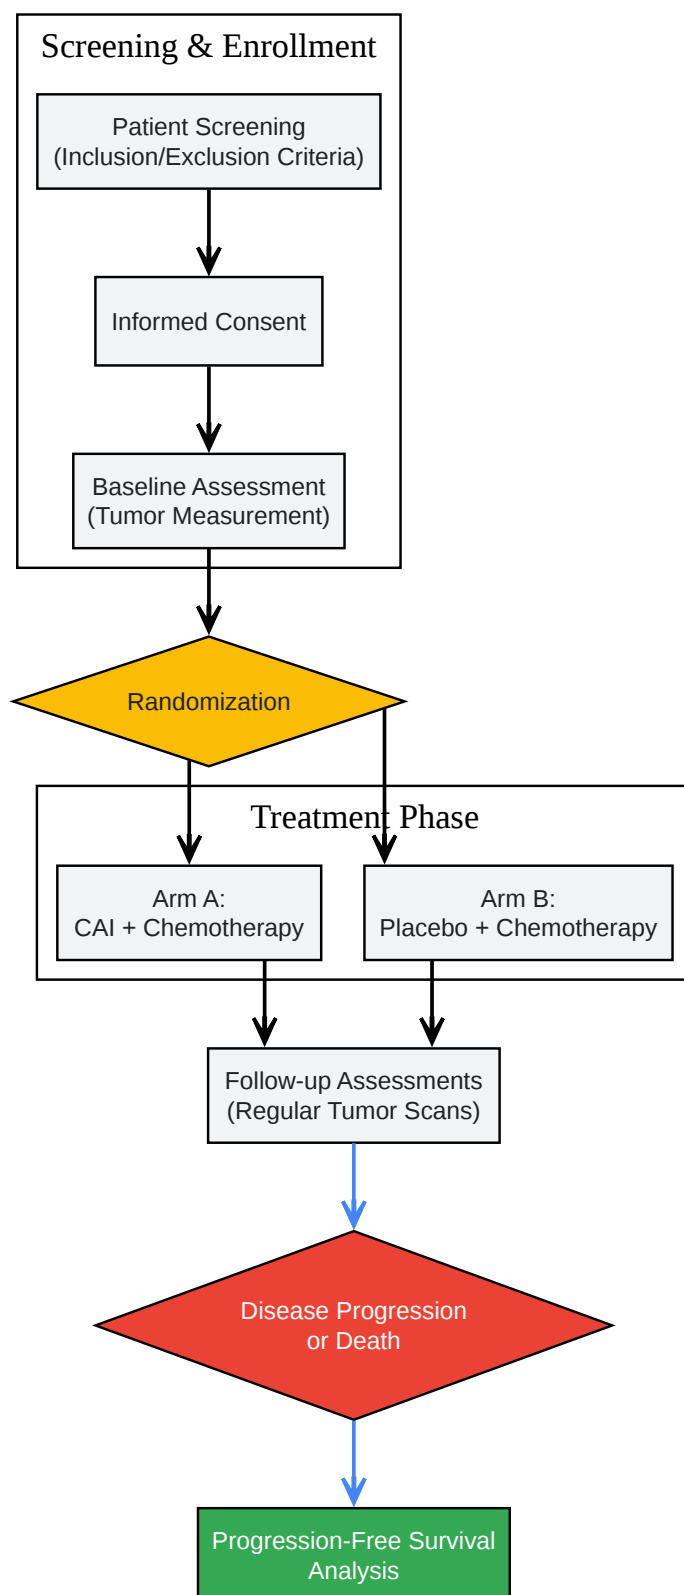 Screening & Enrollment
Patient Screening
(Inclusion/Exclusion Criteria)
Informed Consent
Baseline Assessment
(Tumor Measurement)
Randomization
Treatment Phase
Arm A:
CAI + Chemotherapy
Arm B:
Placebo + Chemotherapy
Follow-up Assessments
(Regular Tumor Scans)
Disease Progression
or Death
Progression-Free Survival
Analysis